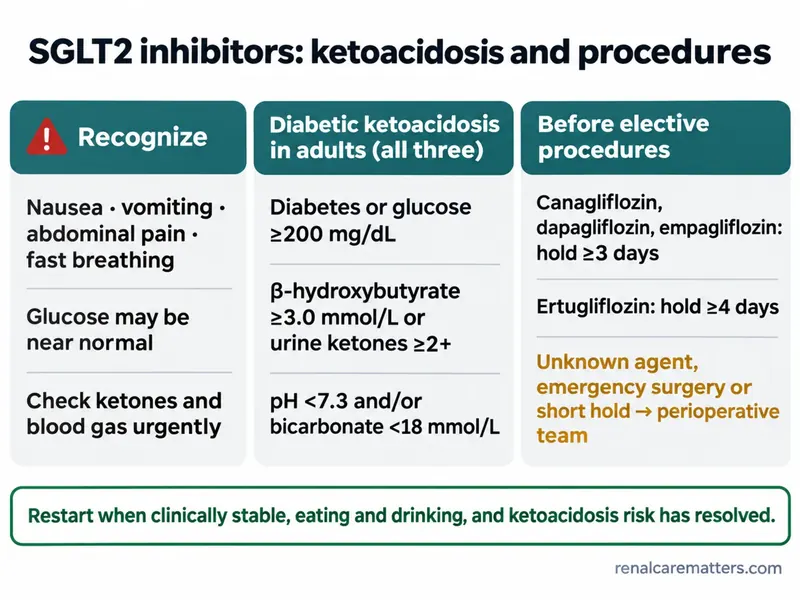 SGLT2 inhibitors: ketoacidosis and procedures
Recognize
Nausea · vomiting ·
abdominal pain ·
fast breathing
Glucose may be
near normal
Check ketones and
blood gas urgently
Diabetic ketoacidosis
in adults (all three)
Diabetes or glucose
≥200 mg/dL
β-hydroxybutyrate
≥3.0 mmol/L or
urine ketones ≥2+
pH <7.3 and/or
bicarbonate <18 mmol/L
Before elective
procedures
Canagliflozin,
dapagliflozin, empagliflozin:
hold ≥3 days
Ertugliflozin: hold ≥4 days
Unknown agent,
emergency surgery or
short hold → perioperative
team
Restart when clinically stable, eating and drinking, and ketoacidosis risk has resolved.
renalcarematters.com